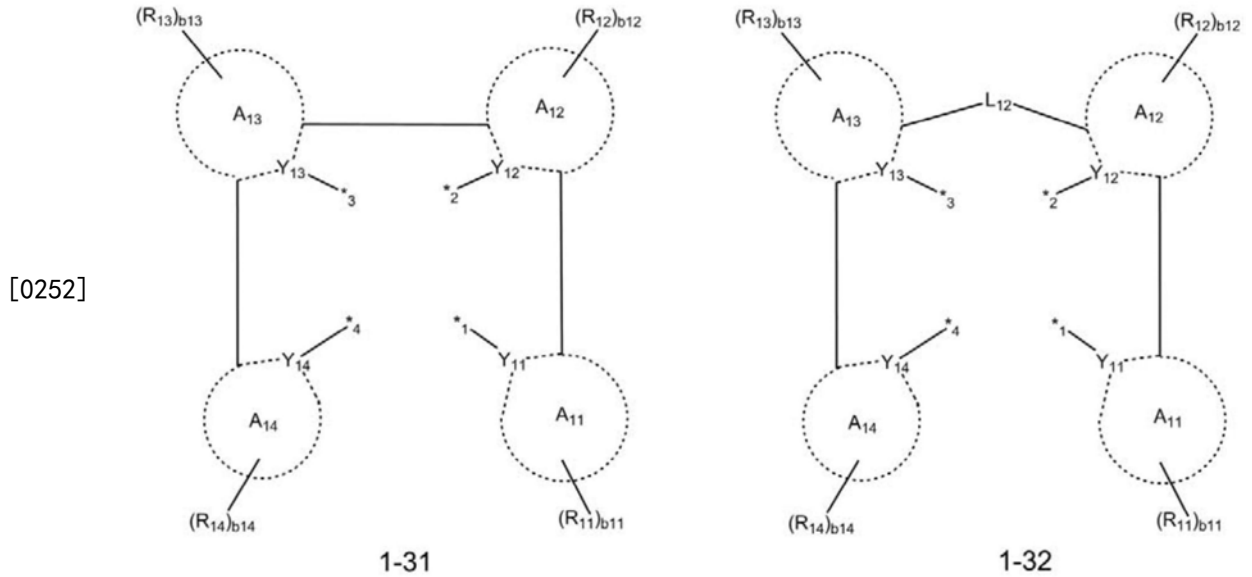 (R₁₃)b13 (R₁₂)b12 (R₁₃)b13 (R₁₂)b12
A₁₃ A₁₂ A₁₃ L₁₂ A₁₂
Y₁₃ Y₁₂ Y₁₃ Y₁₂
*₃ *₂ *₃ *₂
[0252]
*₄ *₁ *₄ *₁
Y₁₄ Y₁₁ Y₁₄ Y₁₁
A₁₄ A₁₁ A₁₄ A₁₁
(R₁₄)b14 (R₁₁)b11 (R₁₄)b14 (R₁₁)b11
1-31 1-32